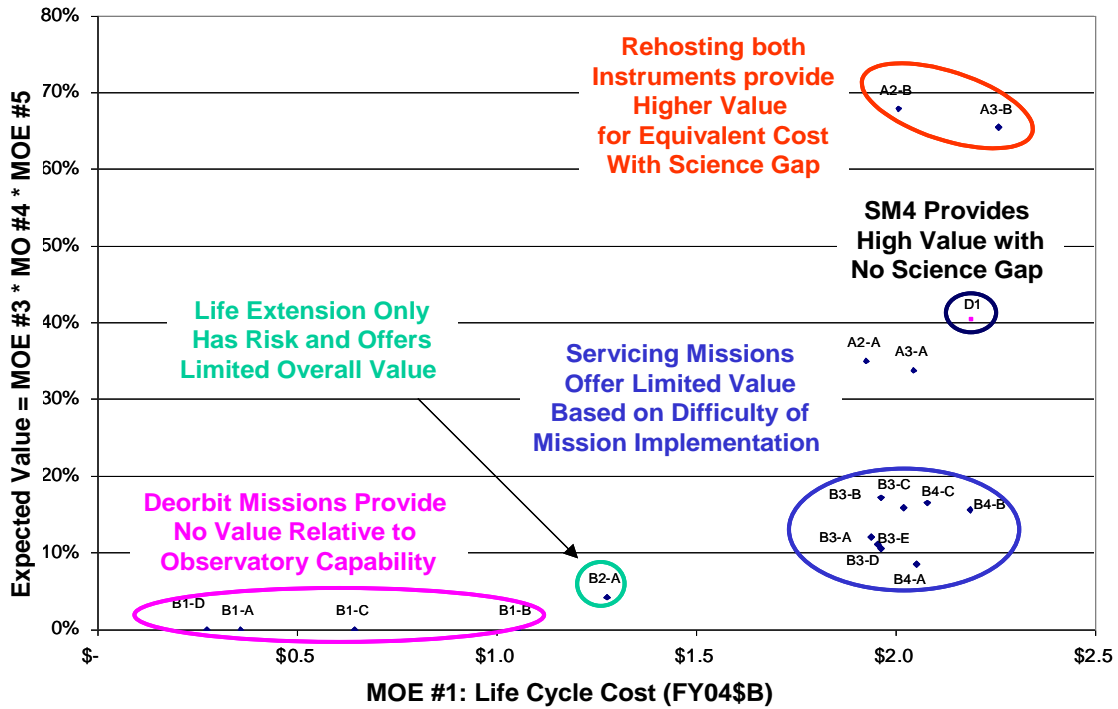 80%
70%
60%
50%
40%
30%
20%
10%
0%
Expected Value = MOE #3 * MO #4 * MOE #5
Rehosting both
Instruments provide
Higher Value
for Equivalent Cost
With Science Gap
A2-B
A3-B
SM4 Provides
High Value with
No Science Gap
D1
A2-A
A3-A
Life Extension Only
Has Risk and Offers
Limited Overall Value
Servicing Missions
Offer Limited Value
Based on Difficulty of
Mission Implementation
Deorbit Missions Provide
No Value Relative to
Observatory Capability
B3-B
B3-C
B4-C
B4-B
B3-A
B3-E
B3-D
B4-A
B2-A
B1-D
B1-A
B1-C
B1-B
$-
$0.5
$1.0
$1.5
$2.0
$2.5
MOE #1: Life Cycle Cost (FY04$B)